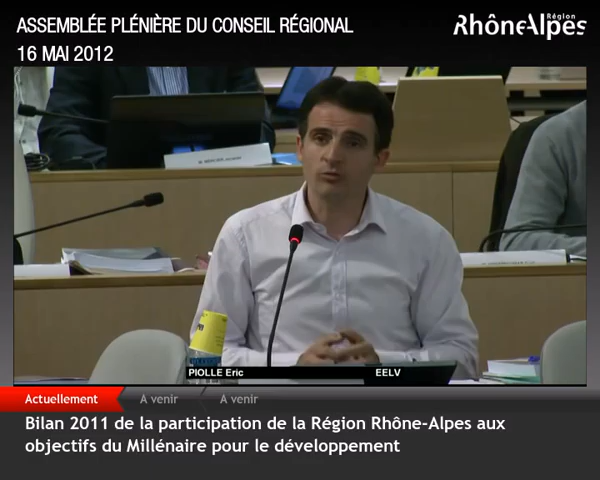 ASSEMBLÉE PLÉNIÈRE DU CONSEIL RÉGIONAL
16 MAI 2012
Région
RhôneAlpes
PIOLLE Eric
EELV
Actuellement
A venir
A venir
Bilan 2011 de la participation de la Région Rhône-Alpes aux
objectifs du Millénaire pour le développement